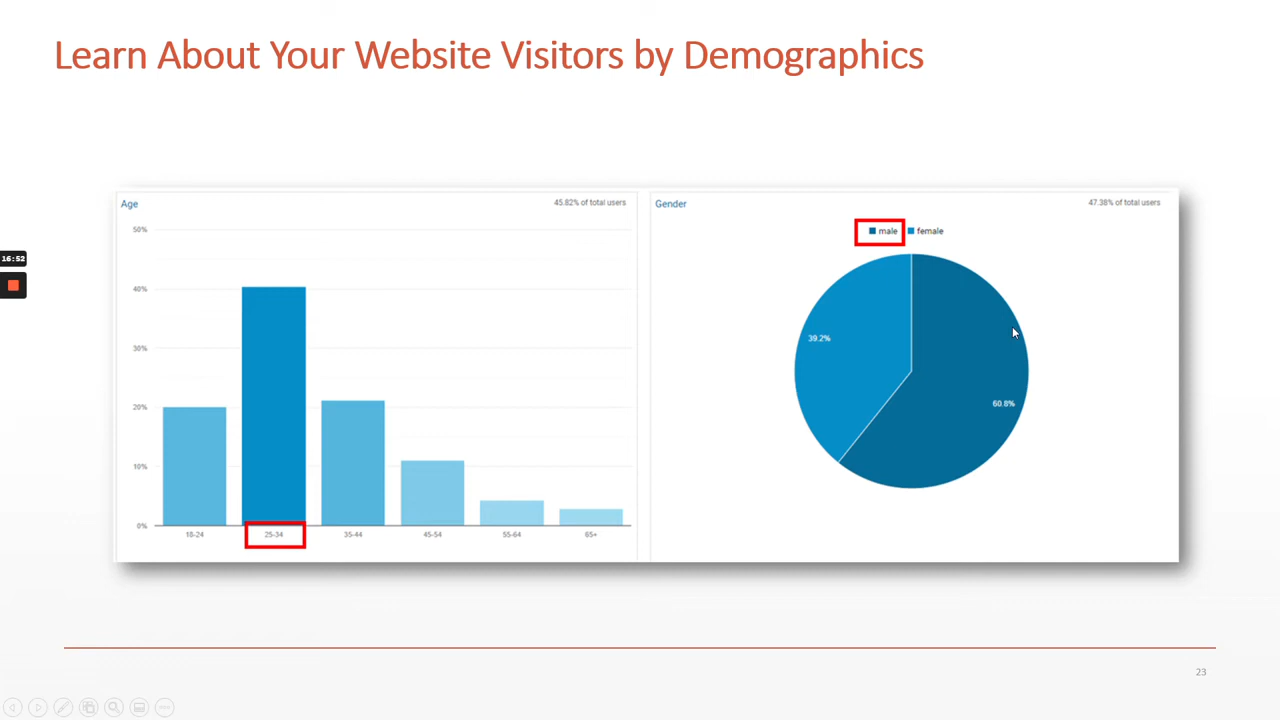 Learn About Your Website Visitors by Demographics
Age
45.82% of total users
50%
40%
30%
20%
10%
0%
18-24
25-34
35-44
45-54
55-64
65+
Gender
47.38% of total users
male
female
39.2%
60.8%
16:52
23